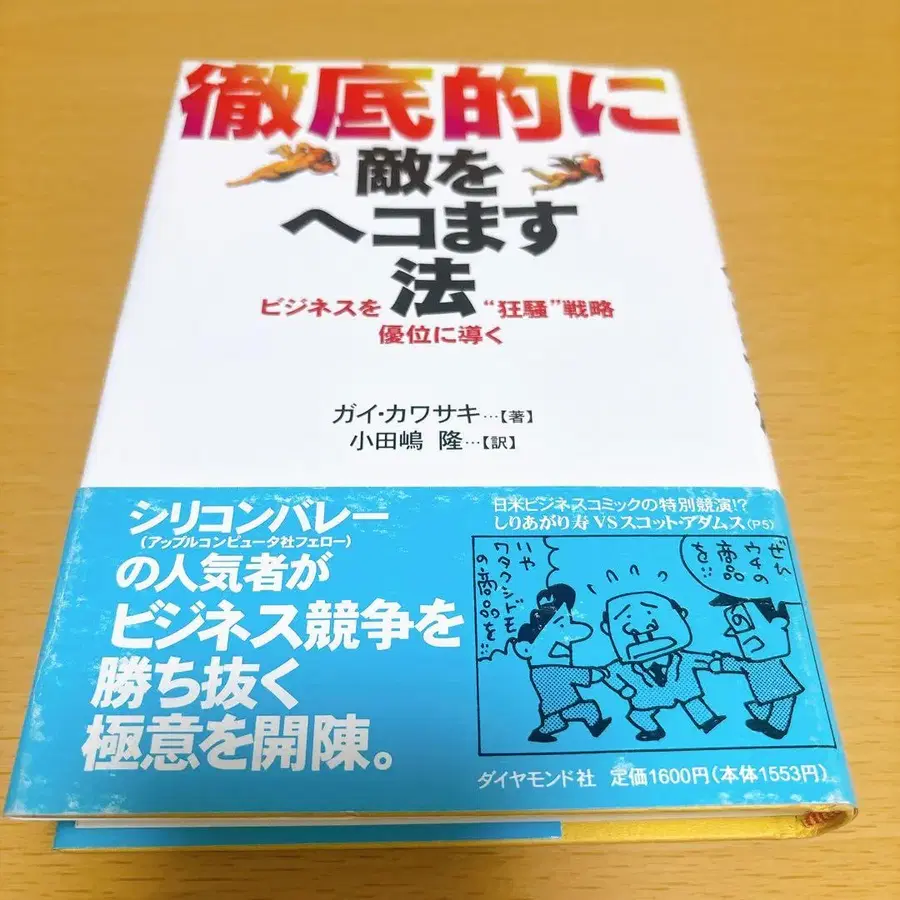 徹底的に
敵を
ヘコます
法
ビジネスを
優位に導く
“狂騒”戦略
ガイ・カワサキ…【著】
小田嶋 隆…【訳】
シリコンバレー
(アップルコンピュータ社フェロー)
の人気者が
ビジネス競争を
勝ち抜く
極意を開陳。
日米ビジネスコミックの特別競演!?
しりあがり寿 VS スコット・アダムス(P5)
ぜひ
ウチの
商品
を…
いや
ワタクシドモ
の商品を…
ダイヤモンド社 定価1600円(本体1553円)